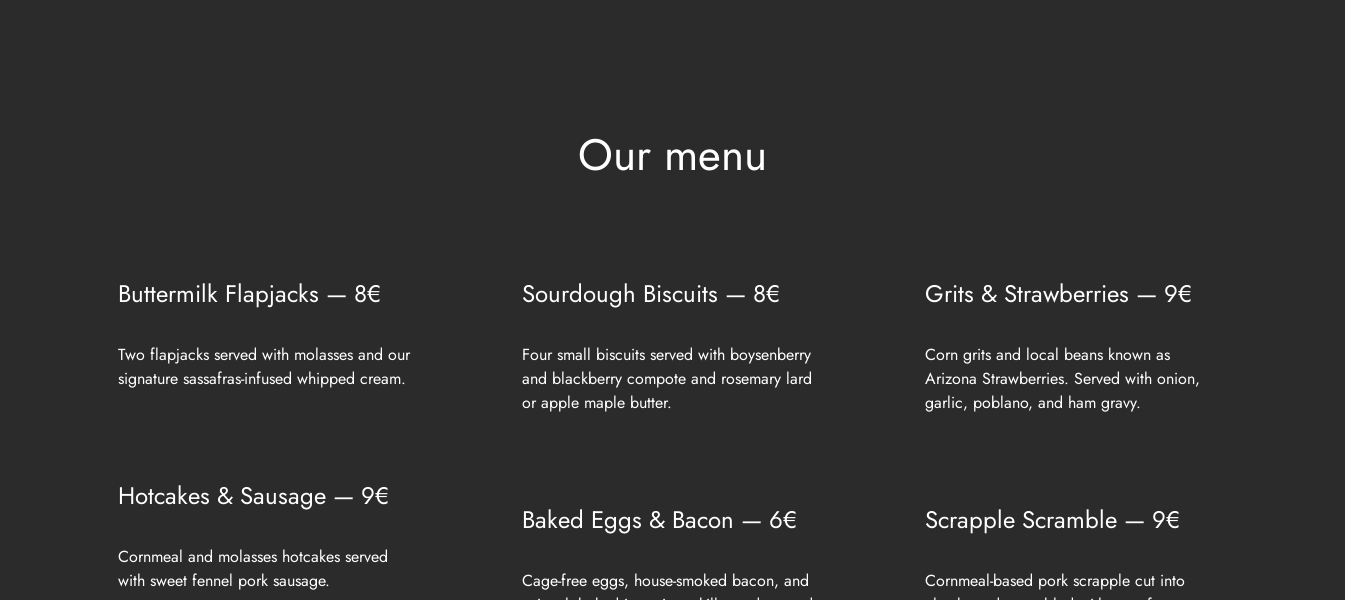 Our menu
Buttermilk Flapjacks — 8€
Two flapjacks served with molasses and our
signature sassafras-infused whipped cream.
Hotcakes & Sausage — 9€
Cornmeal and molasses hotcakes served
with sweet fennel pork sausage.
Sourdough Biscuits — 8€
Four small biscuits served with boysenberry
and blackberry compote and rosemary lard
or apple maple butter.
Baked Eggs & Bacon — 6€
Cage-free eggs, house-smoked bacon, and
Grits & Strawberries — 9€
Corn grits and local beans known as
Arizona Strawberries. Served with onion,
garlic, poblano, and ham gravy.
Scrapple Scramble — 9€
Cornmeal-based pork scrapple cut into